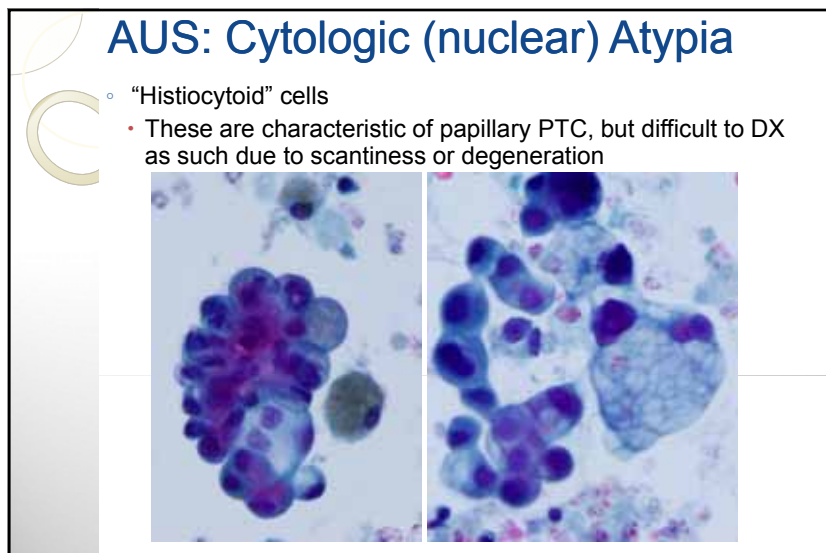 AUS: Cytologic (nuclear) Atypia
◦ “Histiocytoid” cells
• These are characteristic of papillary PTC, but difficult to DX
as such due to scantiness or degeneration